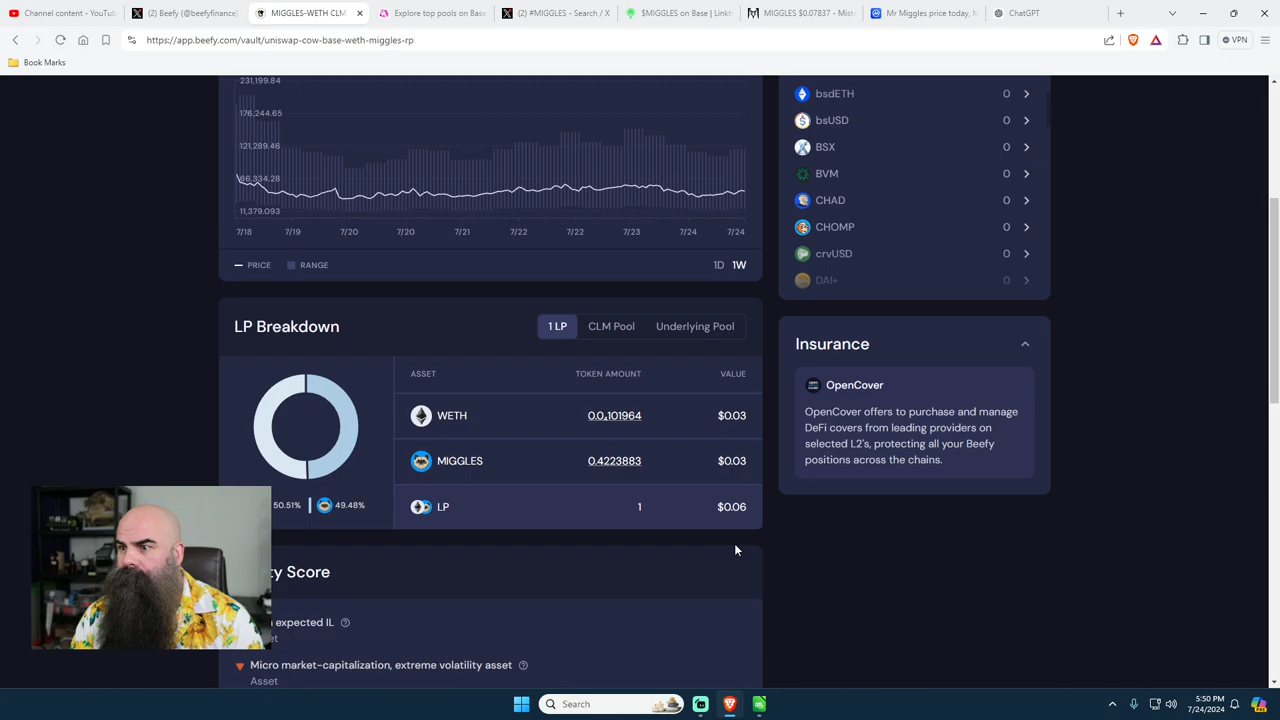 Channel content - YouTub
(2) Beefy (@beefyfinance)
MIGGLES-WETH CLM
Explore top pools on Base
(2) #MIGGLES - Search / X
$MIGGLES on Base | Linktr
MIGGLES $0.07837 -
Mr Miggles price today, M
ChatGPT
https://app.beefy.com/vault/uniswap-cow-base-weth-miggles-rp
VPN
Book Marks
231,199.84
176,244.65
121,289.46
66,334.28
11,379.093
7/18 7/19 7/20 7/20 7/21 7/22 7/22 7/23 7/24 7/24
PRICE RANGE 1D 1W
LP Breakdown
1 LP CLM Pool Underlying Pool
ASSET TOKEN AMOUNT VALUE
WETH 0.0₄101964 $0.03
MIGGLES 0.4223883 $0.03
50.51% 49.48%
LP 1 $0.06
ty Score
expected IL
et
Micro market-capitalization, extreme volatility asset
Asset
bsdETH 0
bsUSD 0
BSX 0
BVM 0
CHAD 0
CHOMP 0
crvUSD 0
DAI+ 0
Insurance
OpenCover
OpenCover offers to purchase and manage
DeFi covers from leading providers on
selected L2's, protecting all your Beefy
positions across the chains.
Search
5:50 PM
7/24/2024